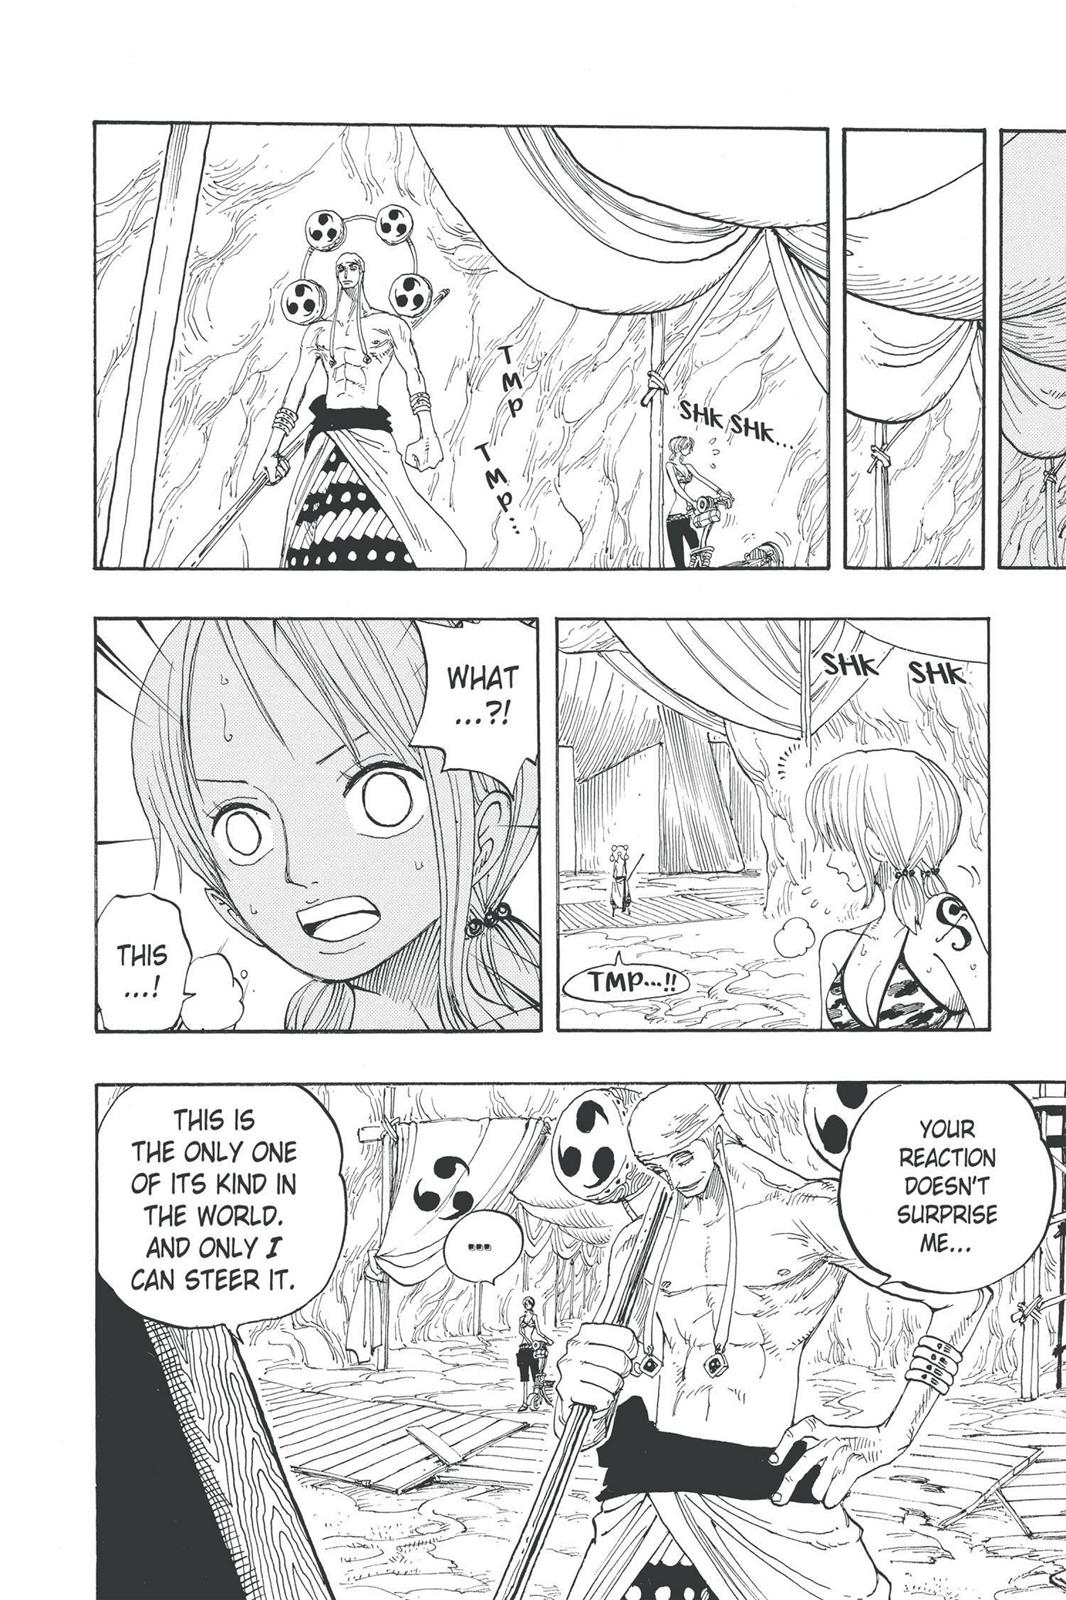 SHK SHK...
TMP
TMP...
SHK
SHK
TMP...!!
WHAT
...?!
THIS
...!
YOUR
REACTION
DOESN'T
SURPRISE
ME...
...
THIS IS
THE ONLY ONE
OF ITS KIND IN
THE WORLD.
AND ONLY I
CAN STEER IT.